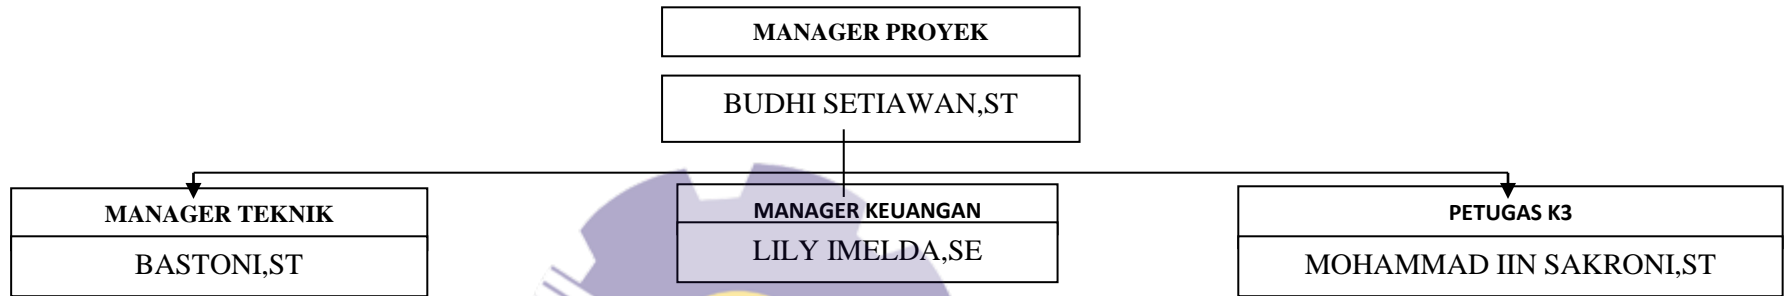 MANAGER PROYEK
BUDHI SETIAWAN,ST
MANAGER TEKNIK
BASTONI,ST
MANAGER KEUANGAN
LILY IMELDA,SE
PETUGAS K3
MOHAMMAD IIN SAKRONI,ST